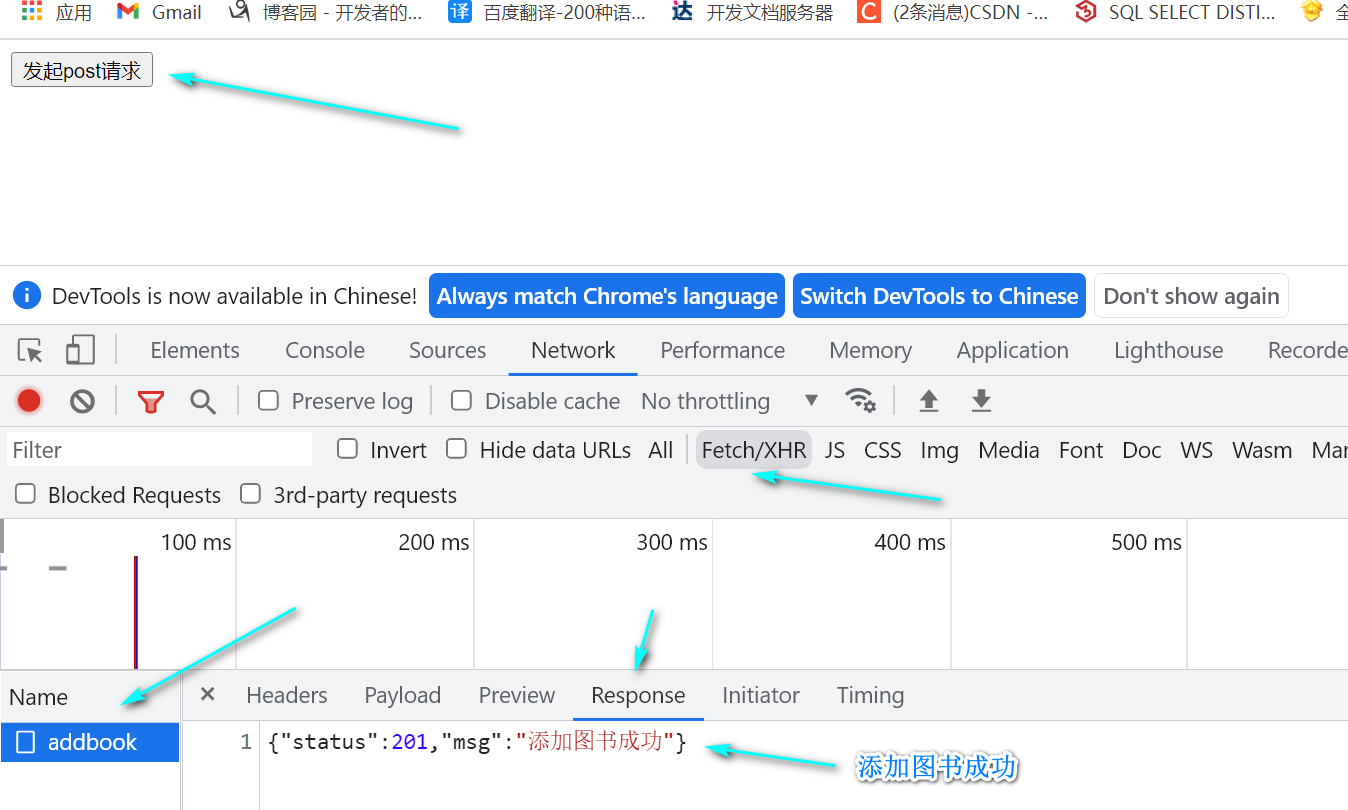 应用 Gmail 博客园 - 开发者的... 译 百度翻译-200种语... 达 开发文档服务器 C (2条消息)CSDN -... SQL SELECT DISTI... 全
发起post请求
DevTools is now available in Chinese! Always match Chrome's language Switch DevTools to Chinese Don't show again
Elements Console Sources Network Performance Memory Application Lighthouse Recorde
Preserve log Disable cache No throttling
Filter Invert Hide data URLs All Fetch/XHR JS CSS Img Media Font Doc WS Wasm Man
Blocked Requests 3rd-party requests
100 ms 200 ms 300 ms 400 ms 500 ms
Name Headers Payload Preview Response Initiator Timing
addbook 1 {"status":201,"msg":"添加图书成功"}
添加图书成功